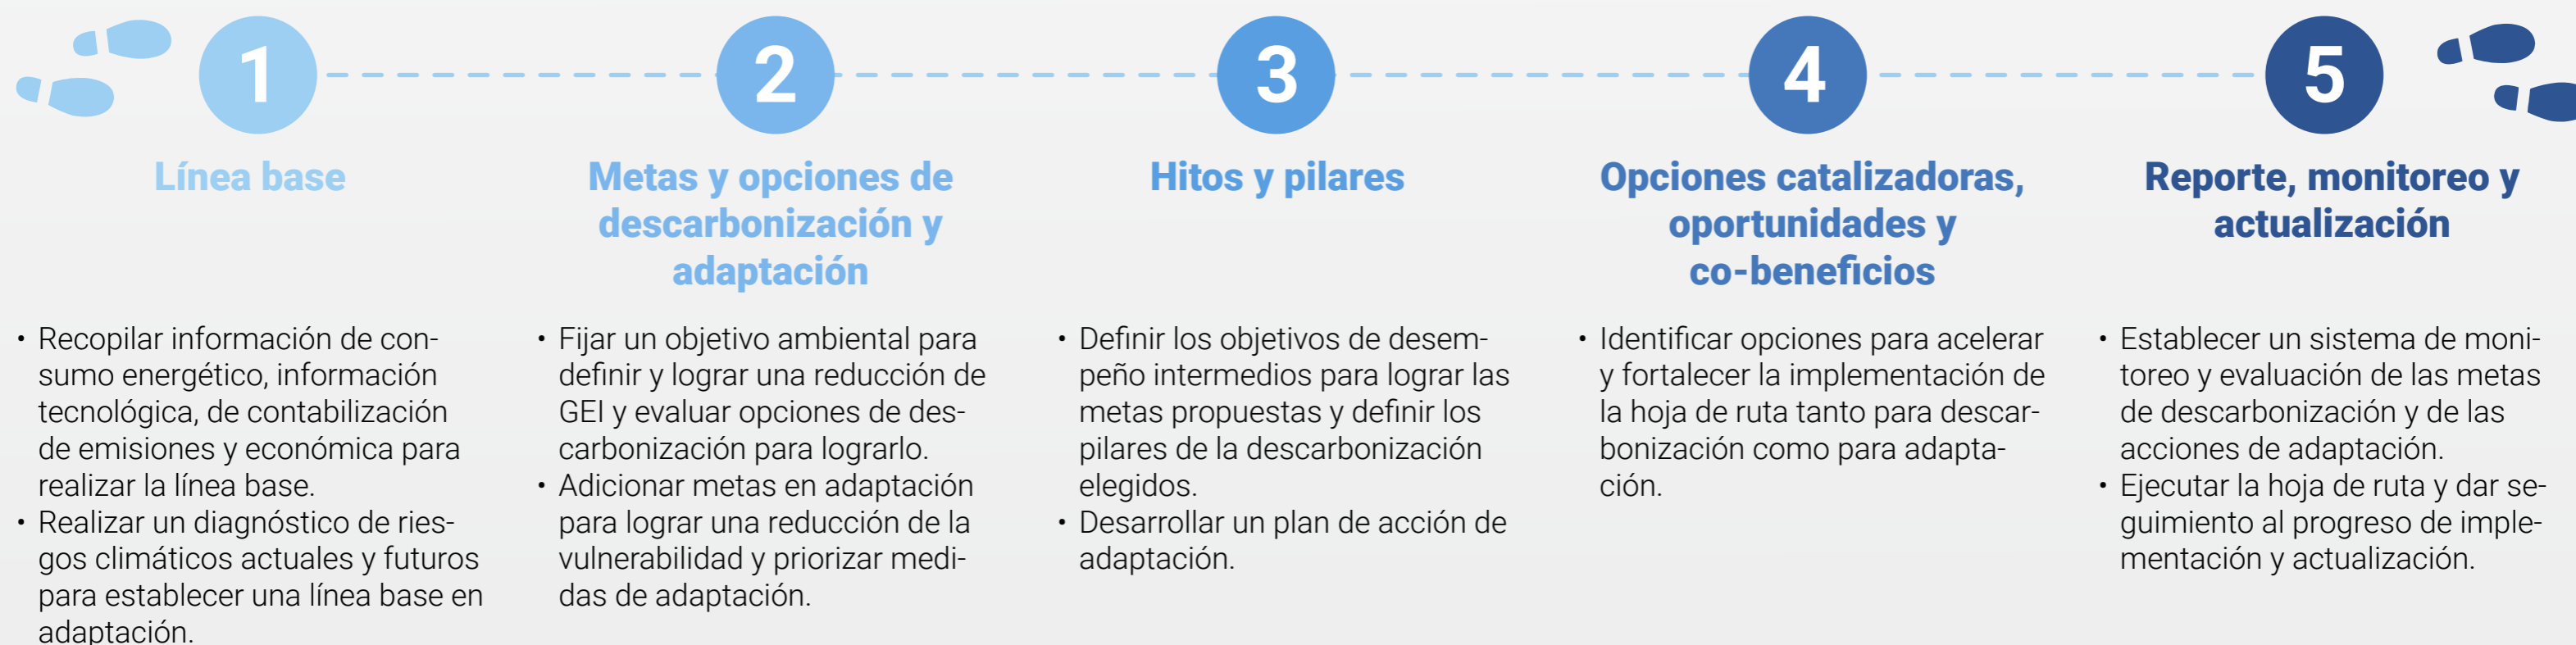 1
Línea base
• Recopilar información de con-
sumo energético, información
tecnológica, de contabilización
de emisiones y económica para
realizar la línea base.
• Realizar un diagnóstico de ries-
gos climáticos actuales y futuros
para establecer una línea base en
adaptación.
2
Metas y opciones de
descarbonización y
adaptación
• Fijar un objetivo ambiental para
definir y lograr una reducción de
GEI y evaluar opciones de des-
carbonización para lograrlo.
• Adicionar metas en adaptación
para lograr una reducción de la
vulnerabilidad y priorizar medi-
das de adaptación.
3
Hitos y pilares
• Definir los objetivos de desem-
peño intermedios para lograr las
metas propuestas y definir los
pilares de la descarbonización
elegidos.
• Desarrollar un plan de acción de
adaptación.
4
Opciones catalizadoras,
oportunidades y
co-beneficios
• Identificar opciones para acelerar
y fortalecer la implementación de
la hoja de ruta tanto para descar-
bonización como para adapta-
ción.
5
Reporte, monitoreo y
actualización
• Establecer un sistema de moni-
toreo y evaluación de las metas
de descarbonización y de las
acciones de adaptación.
• Ejecutar la hoja de ruta y dar se-
guimiento al progreso de imple-
mentación y actualización.